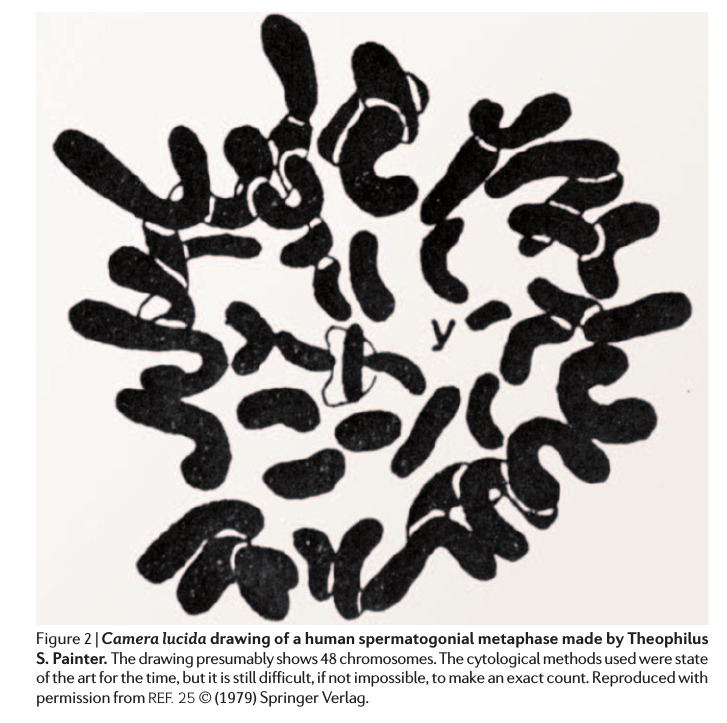 y
Figure 2 | Camera lucida drawing of a human spermatogonial metaphase made by Theophilus
S. Painter. The drawing presumably shows 48 chromosomes. The cytological methods used were state
of the art for the time, but it is still difficult, if not impossible, to make an exact count. Reproduced with
permission from REF. 25 © (1979) Springer Verlag.